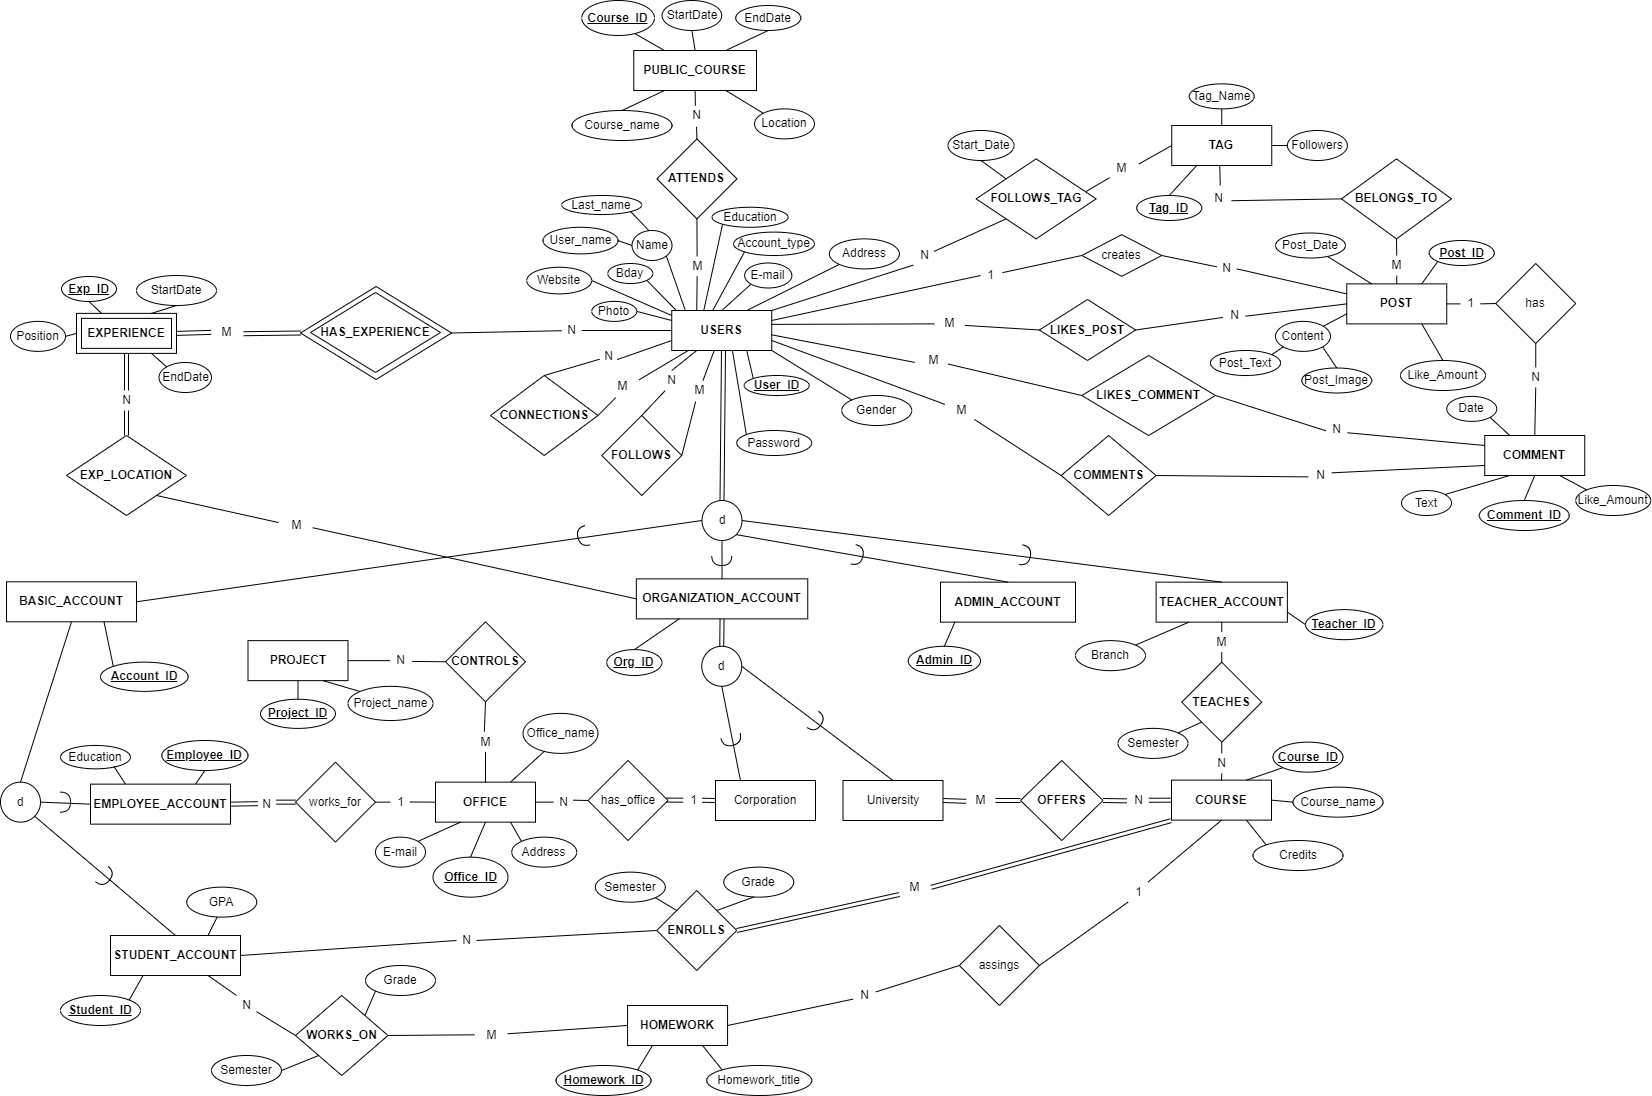 Course_ID
StartDate
EndDate
PUBLIC_COURSE
Course_name
Location
N
ATTENDS
M
Tag_Name
TAG
Followers
Tag_ID
Start_Date
FOLLOWS_TAG
M
N
N
BELONGS_TO
M
Last_name
User_name
Name
Education
Account_type
Address
Website
Bday
E-mail
Photo
USERS
1
creates
N
Post_Date
Post_ID
POST
1
has
N
Content
Post_Text
Post_Image
Like_Amount
M
LIKES_POST
N
Exp_ID
StartDate
Position
EXPERIENCE
EndDate
M
HAS_EXPERIENCE
N
N
EXP_LOCATION
M
N
M
CONNECTIONS
N
M
FOLLOWS
User_ID
Password
Gender
M
LIKES_COMMENT
N
M
COMMENTS
N
Date
COMMENT
Text
Comment_ID
Like_Amount
d
BASIC_ACCOUNT
Account_ID
ORGANIZATION_ACCOUNT
Org_ID
ADMIN_ACCOUNT
Admin_ID
TEACHER_ACCOUNT
Teacher_ID
Branch
M
TEACHES
Semester
N
PROJECT
Project_ID
Project_name
N
CONTROLS
M
d
Education
Employee_ID
d
EMPLOYEE_ACCOUNT
N
works_for
1
OFFICE
Office_name
E-mail
Office_ID
Address
N
has_office
1
Corporation
University
M
OFFERS
N
COURSE
Course_ID
Course_name
Credits
GPA
STUDENT_ACCOUNT
Student_ID
N
Semester
Grade
ENROLLS
M
1
assings
N
N
WORKS_ON
Grade
Semester
M
HOMEWORK
Homework_ID
Homework_title